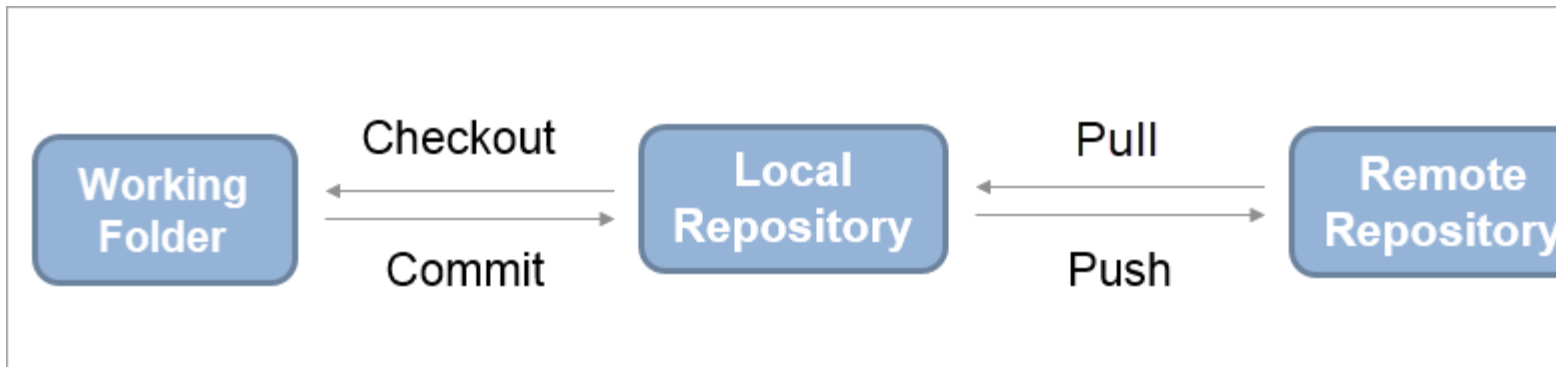 Working
Folder
Checkout
Commit
Local
Repository
Pull
Push
Remote
Repository